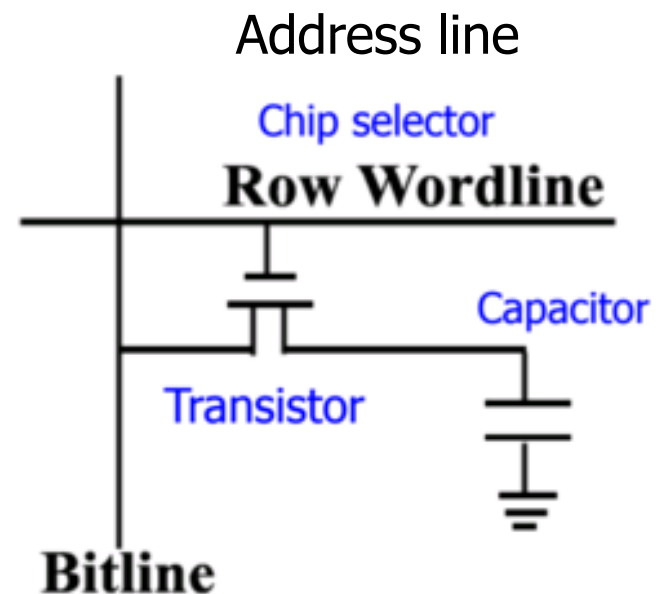 Address line
Chip selector
Row Wordline
Capacitor
Transistor
Bitline